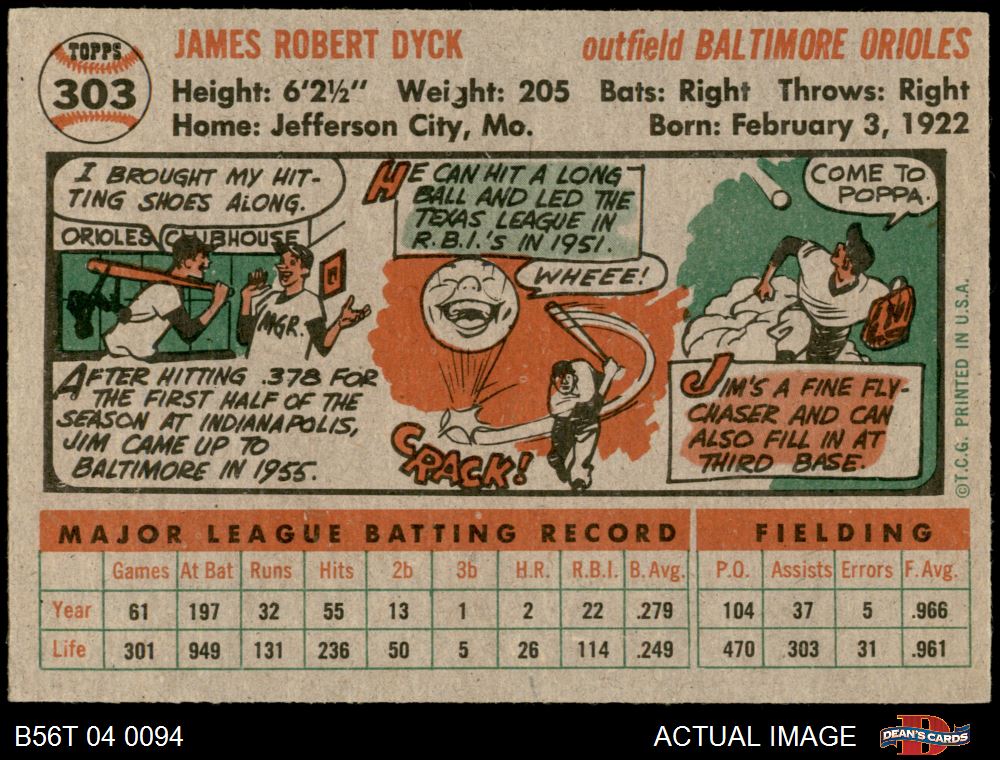 TOPPS
303
JAMES ROBERT DYCK
outfield BALTIMORE ORIOLES
Height: 6'2½" Weight: 205 Bats: Right Throws: Right
Home: Jefferson City, Mo. Born: February 3, 1922
I BROUGHT MY HIT-
TING SHOES ALONG.
ORIOLES CLUBHOUSE
MGR.
AFTER HITTING .378 FOR
THE FIRST HALF OF THE
SEASON AT INDIANAPOLIS,
JIM CAME UP TO
BALTIMORE IN 1955.
HE CAN HIT A LONG
BALL AND LED THE
TEXAS LEAGUE IN
R.B.I.'S IN 1951.
WHEEE!
CRACK!
COME TO
POPPA.
JIM'S A FINE FLY-
CHASER AND CAN
ALSO FILL IN AT
THIRD BASE.
©T.C.G. PRINTED IN U.S.A.
MAJOR LEAGUE BATTING RECORD FIELDING
Games At Bat Runs Hits 2b 3b H.R. R.B.I. B. Avg. P.O. Assists Errors F. Avg.
Year 61 197 32 55 13 1 2 22 .279 104 37 5 .966
Life 301 949 131 236 50 5 26 114 .249 470 303 31 .961
B56T 04 0094
ACTUAL IMAGE
DEAN'S CARDS